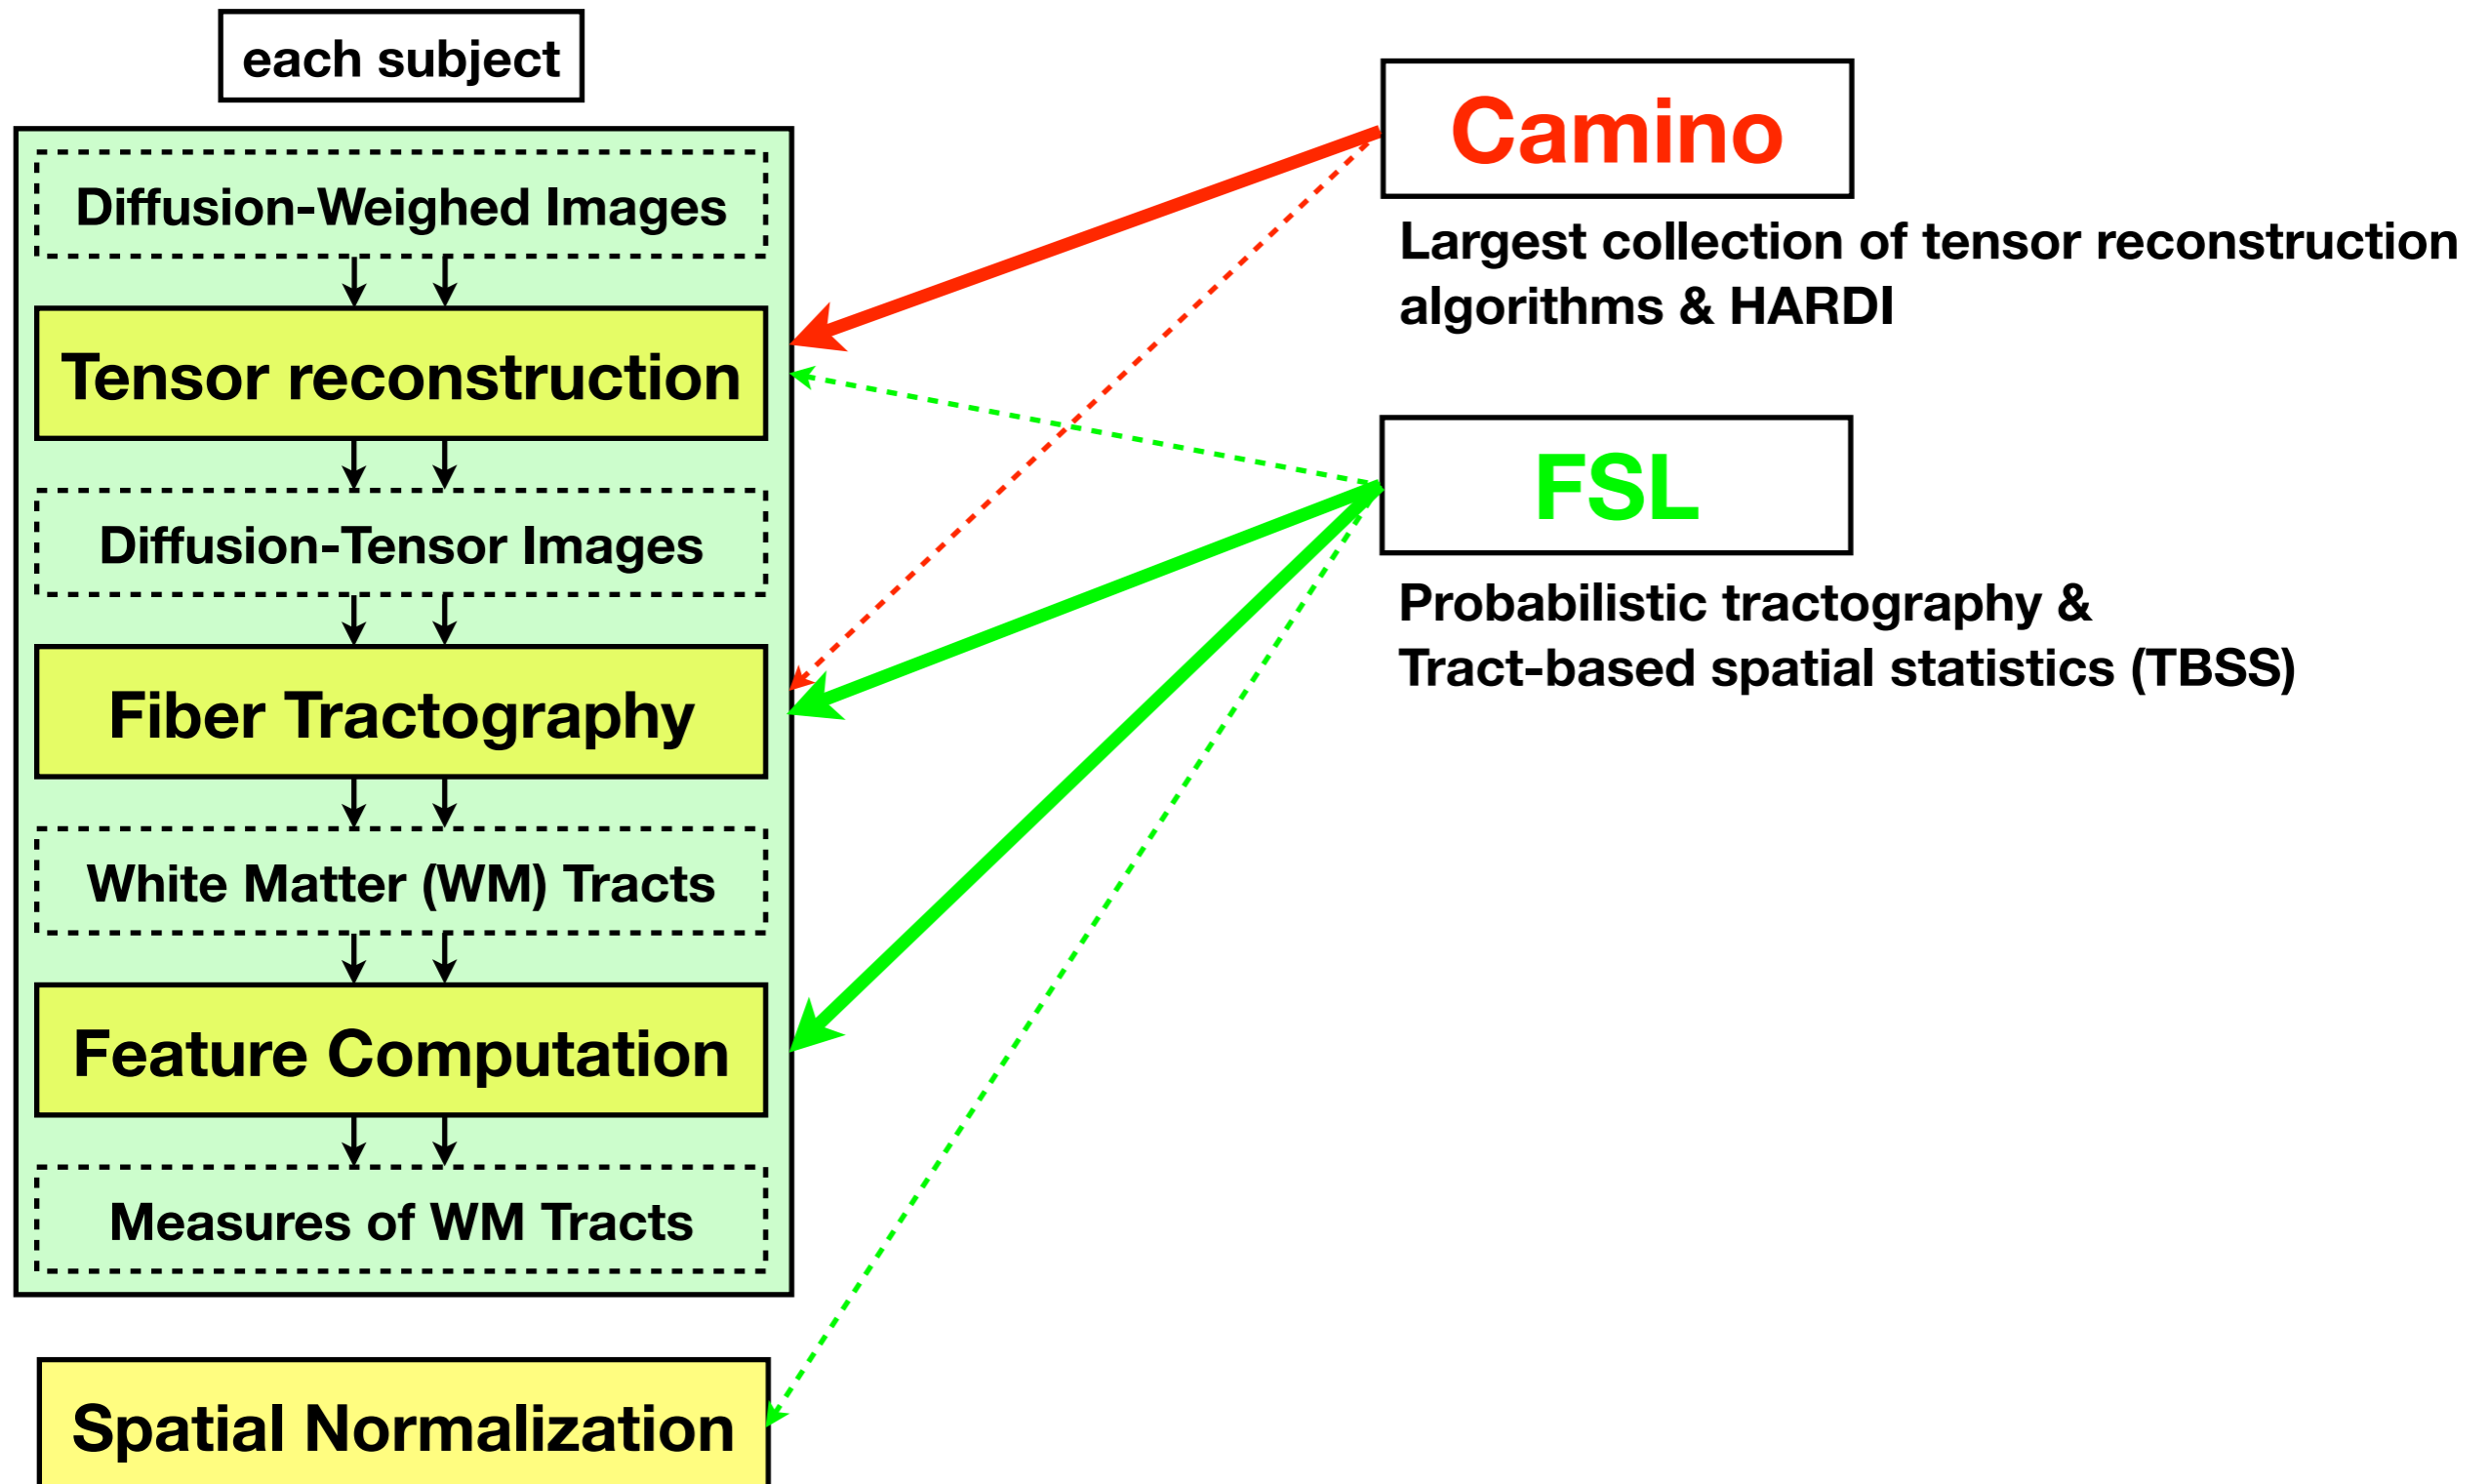 each subject
Diffusion-Weighed Images
Tensor reconstruction
Diffusion-Tensor Images
Fiber Tractography
White Matter (WM) Tracts
Feature Computation
Measures of WM Tracts
Spatial Normalization
Camino
Largest collection of tensor reconstruction
algorithms & HARDI
FSL
Probabilistic tractography &
Tract-based spatial statistics (TBSS)